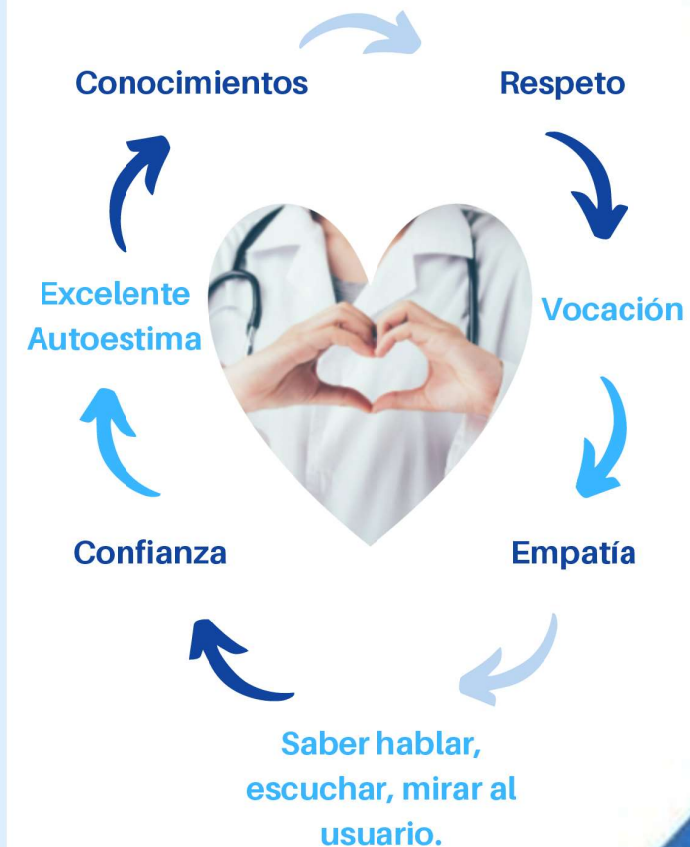 Conocimientos
Respeto
Vocación
Empatía
Saber hablar,
escuchar, mirar al
usuario.
Confianza
Excelente
Autoestima